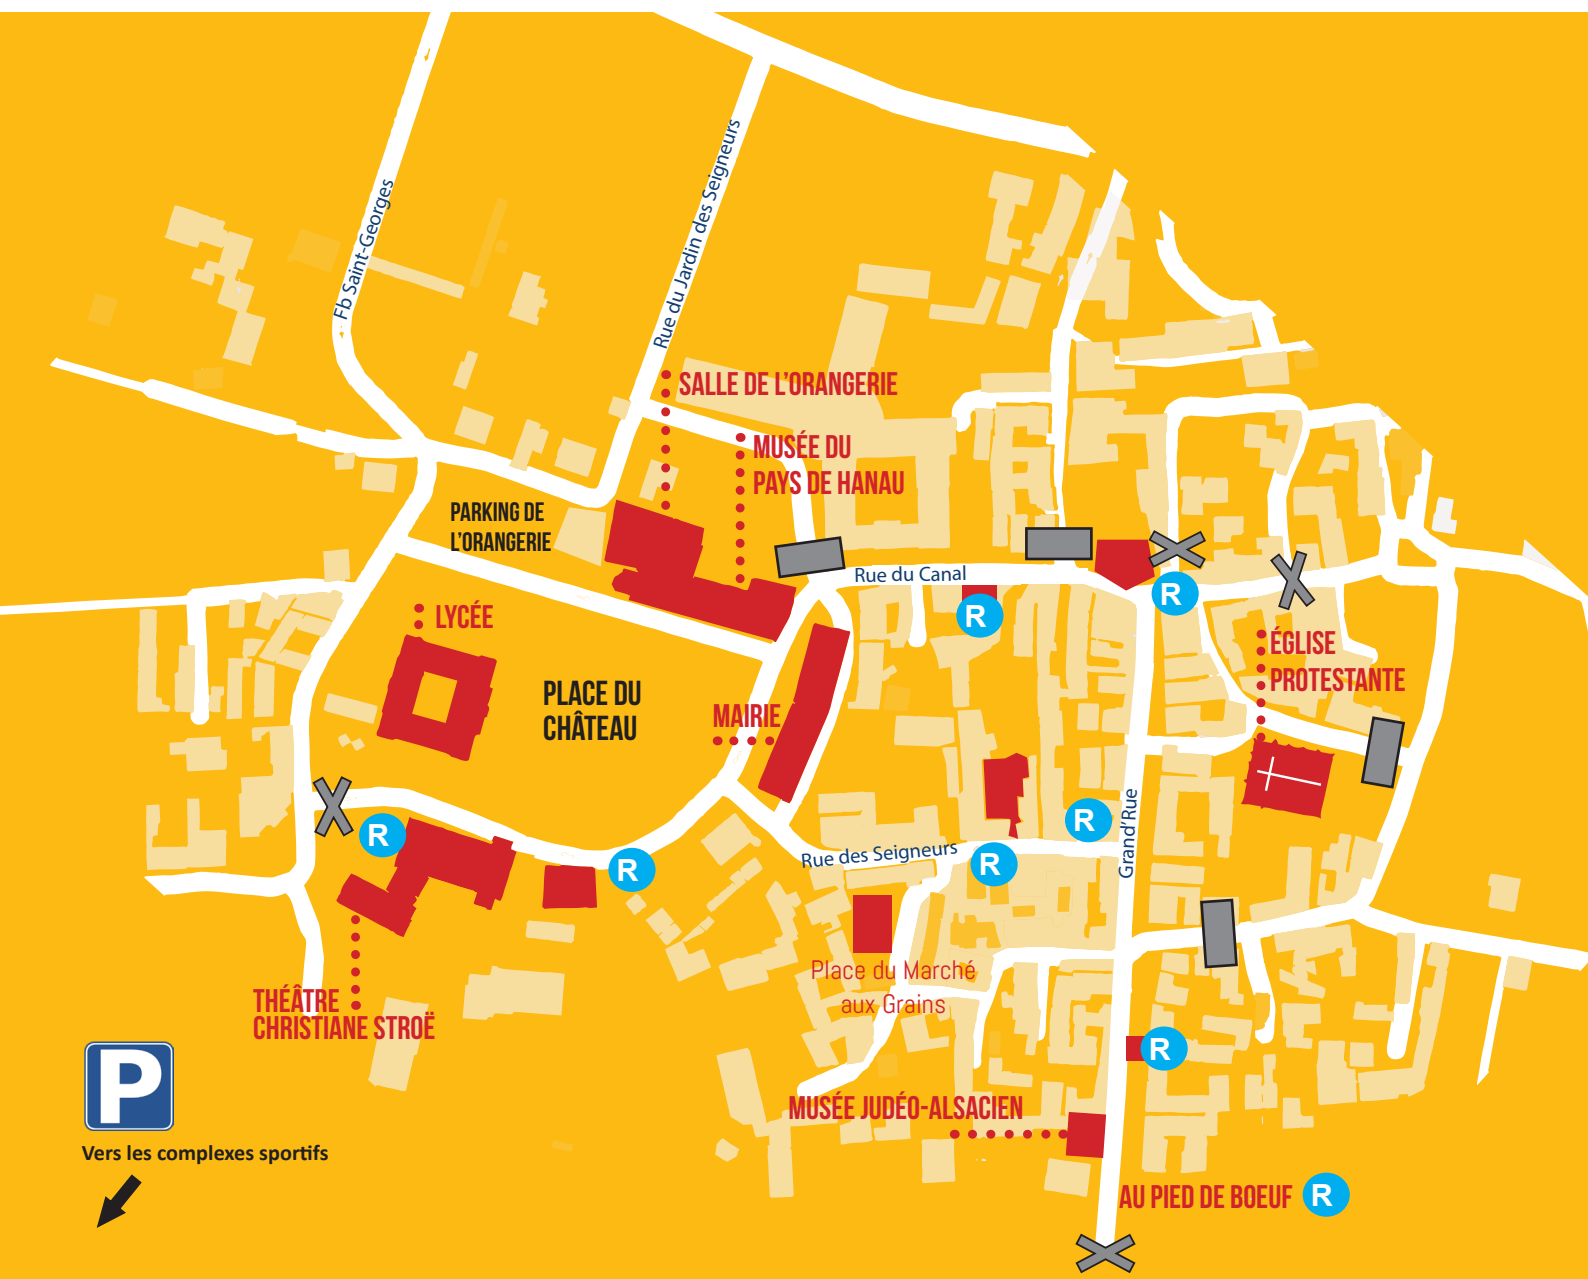 Fb Saint-Georges
Rue du Jardin des Seigneurs
SALLE DE L'ORANGERIE
MUSÉE DU
PAYS DE HANAU
PARKING DE
L'ORANGERIE
Rue du Canal
R
R
LYCÉE
ÉGLISE
PROTESTANTE
PLACE DU
CHÂTEAU
MAIRIE
Grand'Rue
R
R
R
R
Rue des Seigneurs
Place du Marché
aux Grains
THÉÂTRE
CHRISTIANE STROË
R
P
Vers les complexes sportifs
MUSÉE JUDÉO-ALSACIEN
AU PIED DE BOEUF R